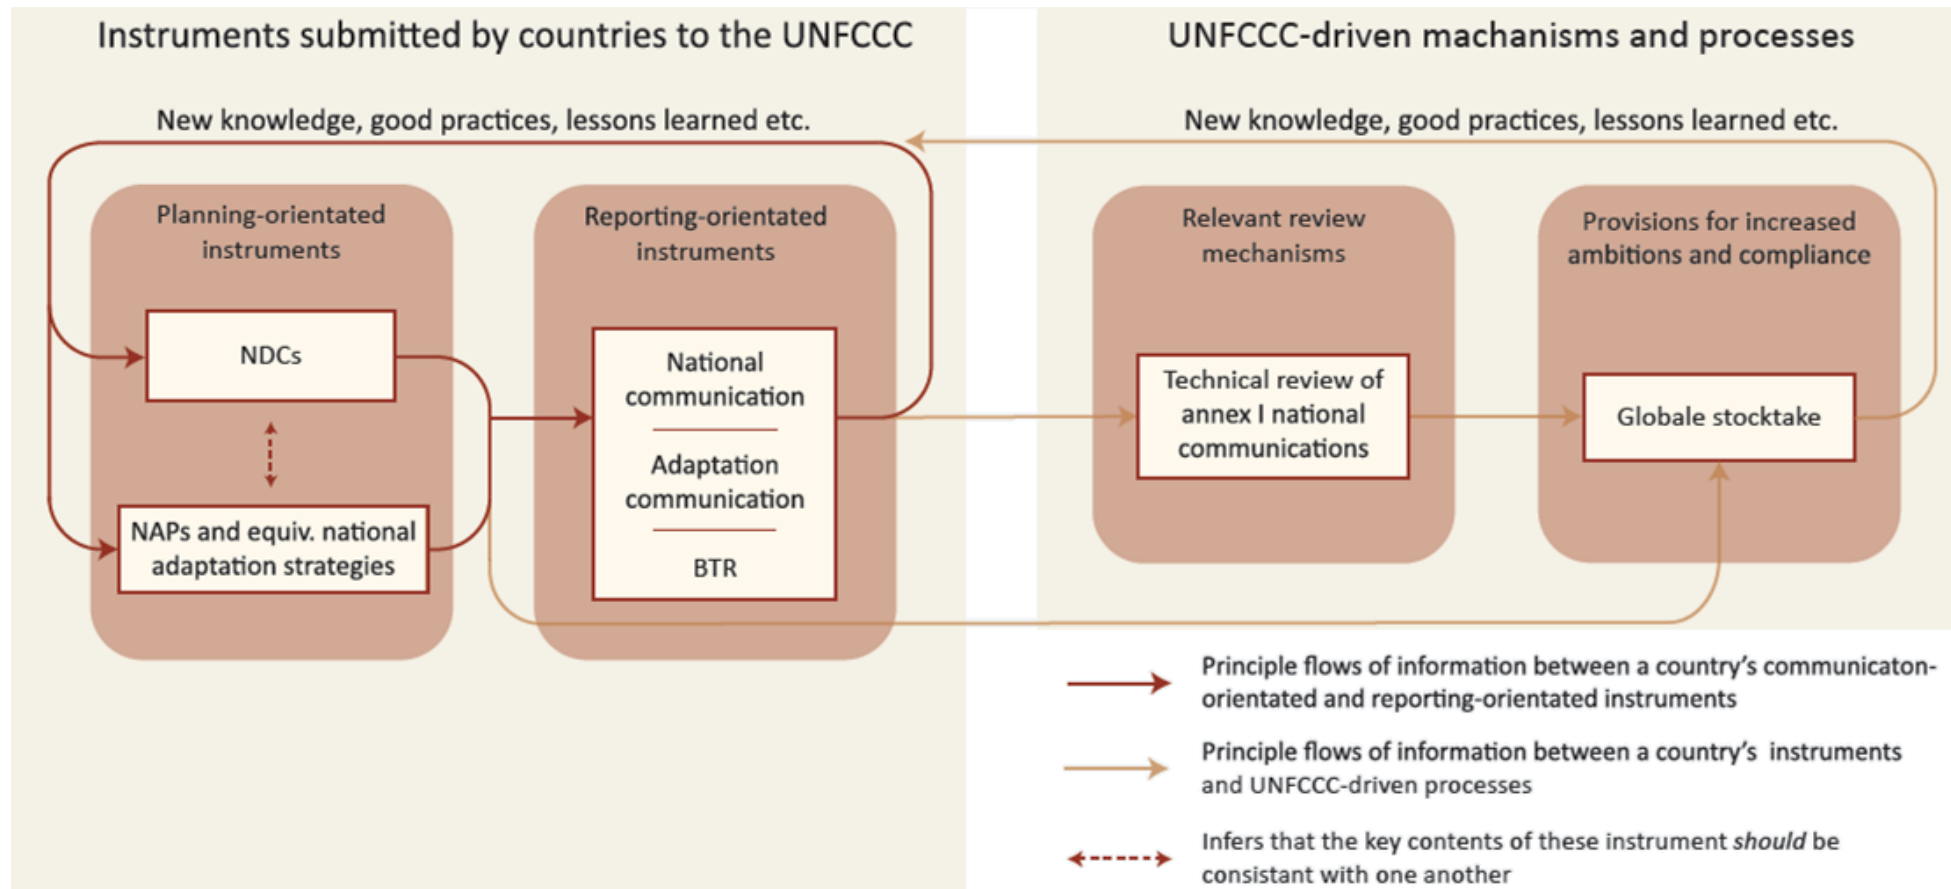 Instruments submitted by countries to the UNFCCC
New knowledge, good practices, lessons learned etc.
Planning-orientated
instruments
NDCs
NAPs and equiv. national
adaptation strategies
Reporting-orientated
instruments
National
communication
Adaptation
communication
BTR
UNFCCC-driven machanisms and processes
New knowledge, good practices, lessons learned etc.
Relevant review
mechanisms
Technical review of
annex I national
communications
Provisions for increased
ambitions and compliance
Globale stocktake
Principle flows of information between a country's communicaton-
orientated and reporting-orientated instruments
Principle flows of information between a country's instruments
and UNFCCC-driven processes
Infers that the key contents of these instrument should be
consistant with one another